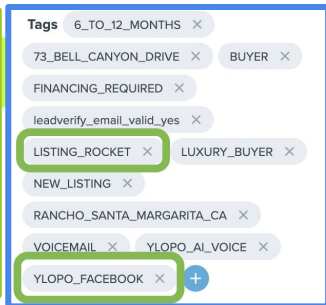 Tags 6_TO_12_MONTHS ×
73_BELL_CANYON_DRIVE × BUYER ×
FINANCING_REQUIRED ×
leadverify_email_valid_yes ×
LISTING_ROCKET × LUXURY_BUYER ×
NEW_LISTING ×
RANCHO_SANTA_MARGARITA_CA ×
VOICEMAIL × YLOPO_AI_VOICE ×
YLOPO_FACEBOOK × +